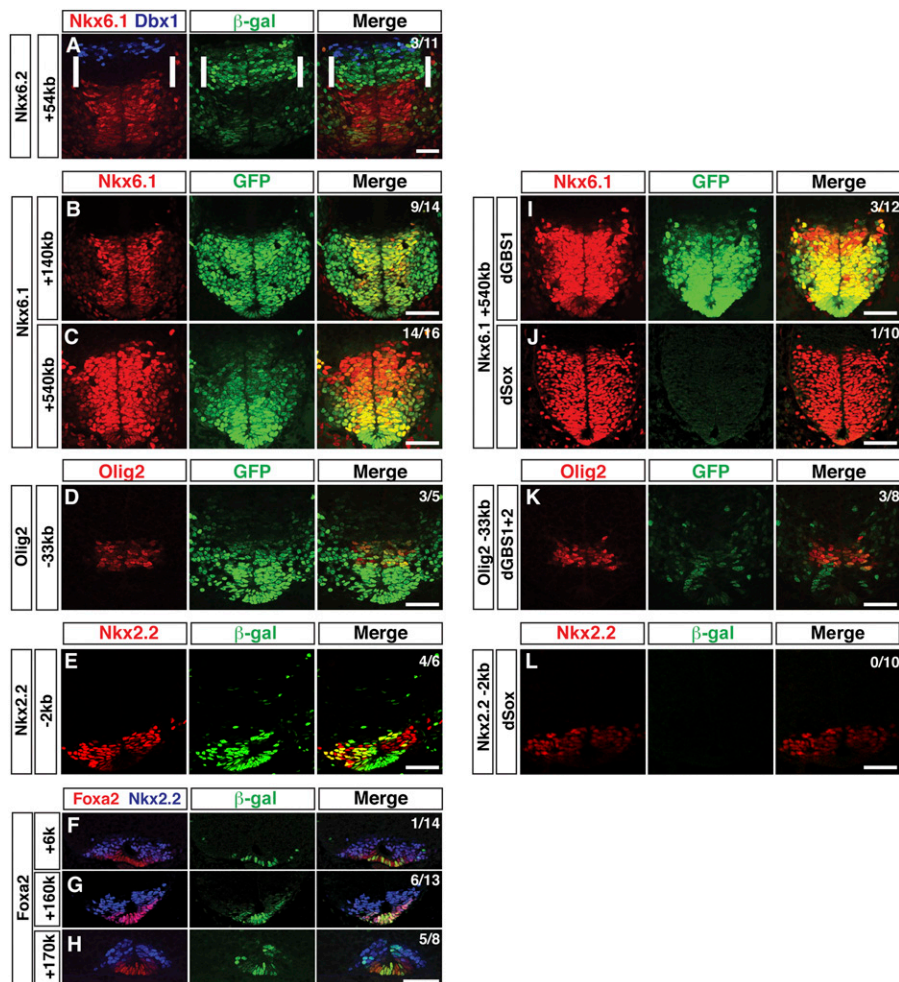 Nkx6.1 Dbx1 β-gal Merge
Nkx6.2
+54kb
A 3/11
Nkx6.1 GFP Merge
Nkx6.1
+140kb
B 9/14
+540kb
C 14/16
Olig2 GFP Merge
Olig2
-33kb
D 3/5
Nkx2.2 β-gal Merge
Nkx2.2
-2kb
E 4/6
Foxa2 Nkx2.2 β-gal Merge
Foxa2
+6k
F 1/14
+160k
G 6/13
+170k
H 5/8
Nkx6.1 GFP Merge
Nkx6.1 +540kb
dGBS1
I 3/12
dSox
J 1/10
Olig2 GFP Merge
Olig2 -33kb
dGBS1+2
K 3/8
Nkx2.2 β-gal Merge
Nkx2.2 -2kb
dSox
L 0/10